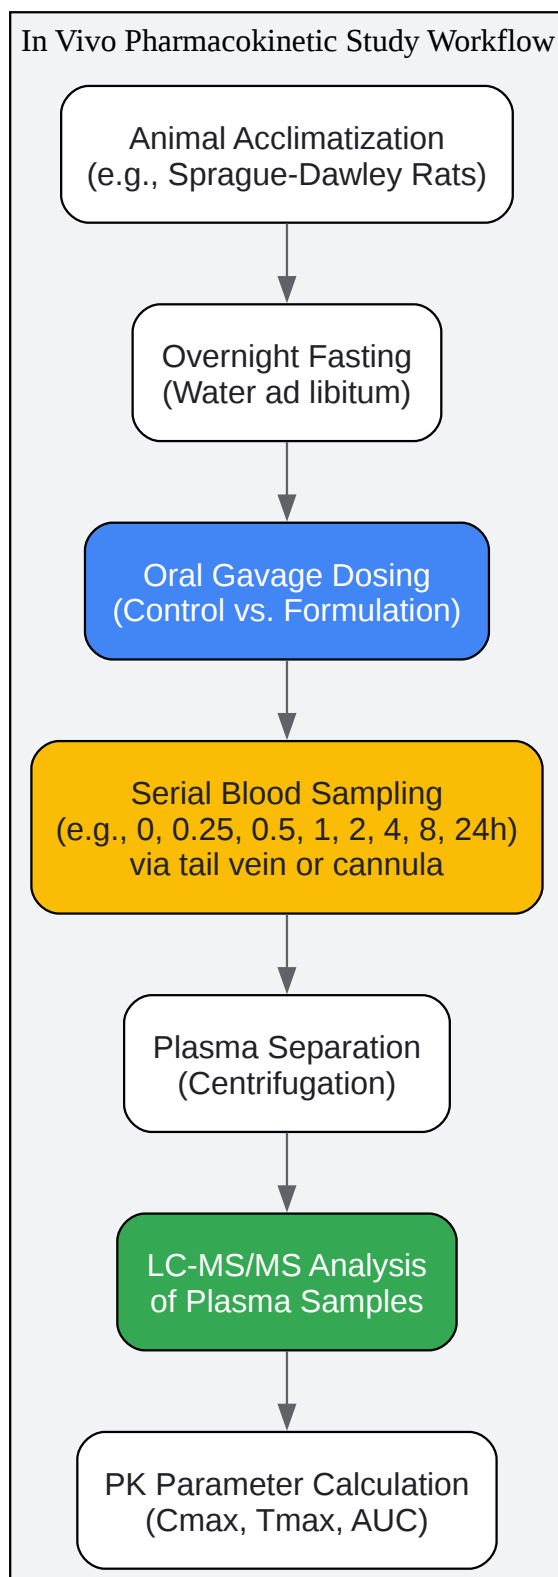 In Vivo Pharmacokinetic Study Workflow
Animal Acclimatization
(e.g., Sprague-Dawley Rats)
Overnight Fasting
(Water ad libitum)
Oral Gavage Dosing
(Control vs. Formulation)
Serial Blood Sampling
(e.g., 0, 0.25, 0.5, 1, 2, 4, 8, 24h)
via tail vein or cannula
Plasma Separation
(Centrifugation)
LC-MS/MS Analysis
of Plasma Samples
PK Parameter Calculation
(Cmax, Tmax, AUC)